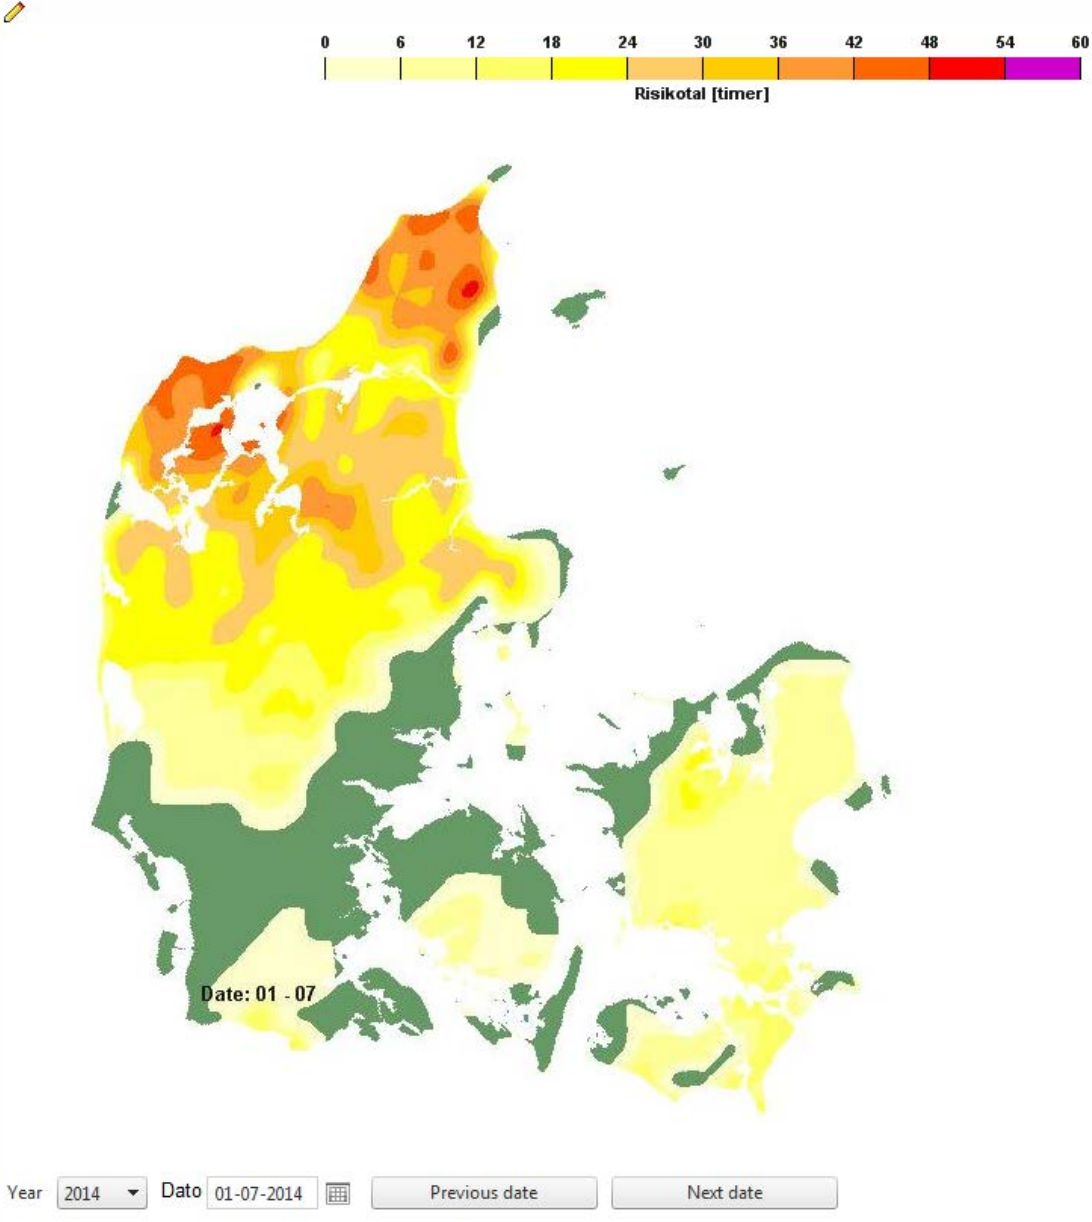 0 6 12 18 24 30 36 42 48 54 60
Risikotal [timer]
Date: 01 - 07
Year 2014 Dato 01-07-2014 Previous date Next date